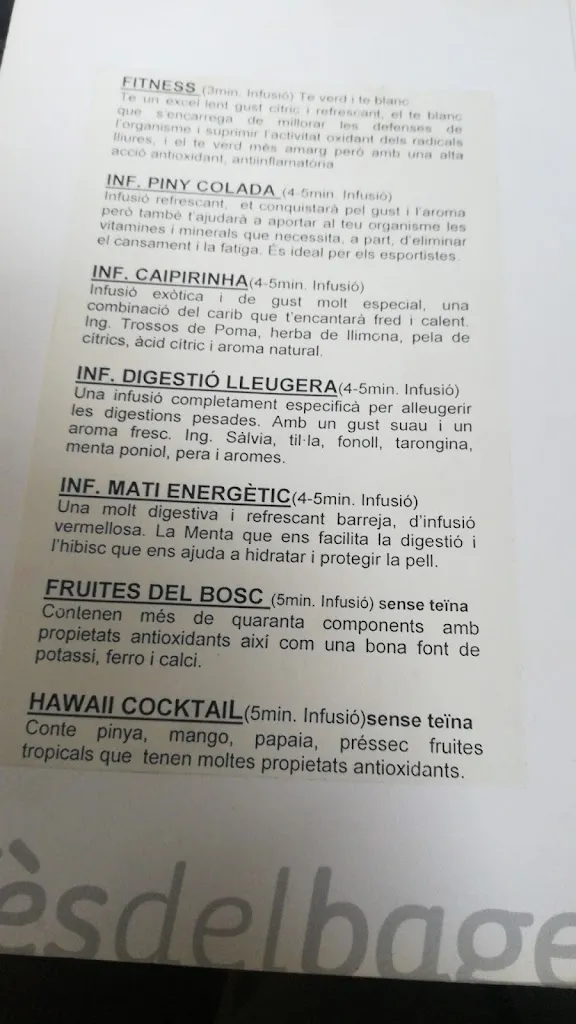 FITNESS (3min. Infusió) Te verd i te blanc
Te un excel lent gust cítric i refrescant, el te blanc
que s'encarrega de millorar les defenses de
l'organisme i suprimir l'activitat oxidant dels radicals
lliures, i el te verd més amarg però amb una alta
acció antioxidant, antiinflamatòria
INF. PINY COLADA (4-5min. Infusió)
Infusió refrescant, et conquistarà pel gust i l'aroma
però també t'ajudarà a aportar al teu organisme les
vitamines i minerals que necessita, a part, d'eliminar
el cansament i la fatiga. És ideal per els esportistes.
INF. CAIPIRINHA(4-5min. Infusió)
Infusió exòtica i de gust molt especial, una
combinació del carib que t'encantarà fred i calent.
Ing. Trossos de Poma, herba de llimona, pela de
cítrics, àcid cítric i aroma natural.
INF. DIGESTIÓ LLEUGERA(4-5min. Infusió)
Una infusió completament especificà per alleugerir
les digestions pesades. Amb un gust suau i un
aroma fresc. Ing. Sàlvia, til·la, fonoll, tarongina,
menta poniol, pera i aromes.
INF. MATI ENERGÈTIC(4-5min. Infusió)
Una molt digestiva i refrescant barreja, d'infusió
vermellosa. La Menta que ens facilita la digestió i
l'hibisc que ens ajuda a hidratar i protegir la pell.
FRUITES DEL BOSC (5min. Infusió) sense teïna
Contenen més de quaranta components amb
propietats antioxidants així com una bona font de
potassi, ferro i calci.
HAWAII COCKTAIL(5min. Infusió)sense teïna
Conte pinya, mango, papaia, préssec fruites
tropicals que tenen moltes propietats antioxidants.
èsdelbage